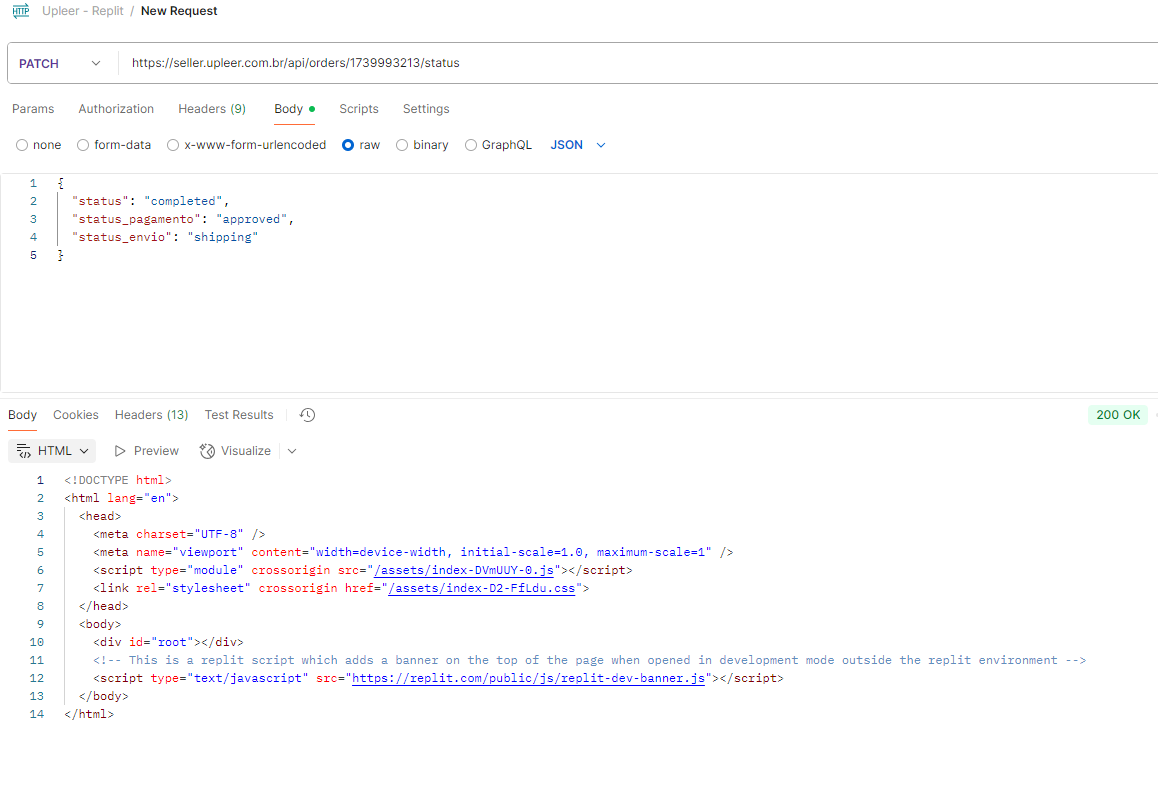 HTTP Upleer - Replit / New Request
PATCH https://seller.upleer.com.br/api/orders/1739993213/status
Params Authorization Headers (9) Body Scripts Settings
none form-data x-www-form-urlencoded raw binary GraphQL JSON
1 {
2 "status": "completed",
3 "status_pagamento": "approved",
4 "status_envio": "shipping"
5 }
Body Cookies Headers (13) Test Results 200 OK
HTML Preview Visualize
1 <!DOCTYPE html>
2 <html lang="en">
3 <head>
4 <meta charset="UTF-8" />
5 <meta name="viewport" content="width=device-width, initial-scale=1.0, maximum-scale=1" />
6 <script type="module" crossorigin src="/assets/index-DVmUUY-0.js"></script>
7 <link rel="stylesheet" crossorigin href="/assets/index-D2-FfLdu.css">
8 </head>
9 <body>
10 <div id="root"></div>
11 <!-- This is a replit script which adds a banner on the top of the page when opened in development mode outside the replit environment -->
12 <script type="text/javascript" src="https://replit.com/public/js/replit-dev-banner.js"></script>
13 </body>
14 </html>